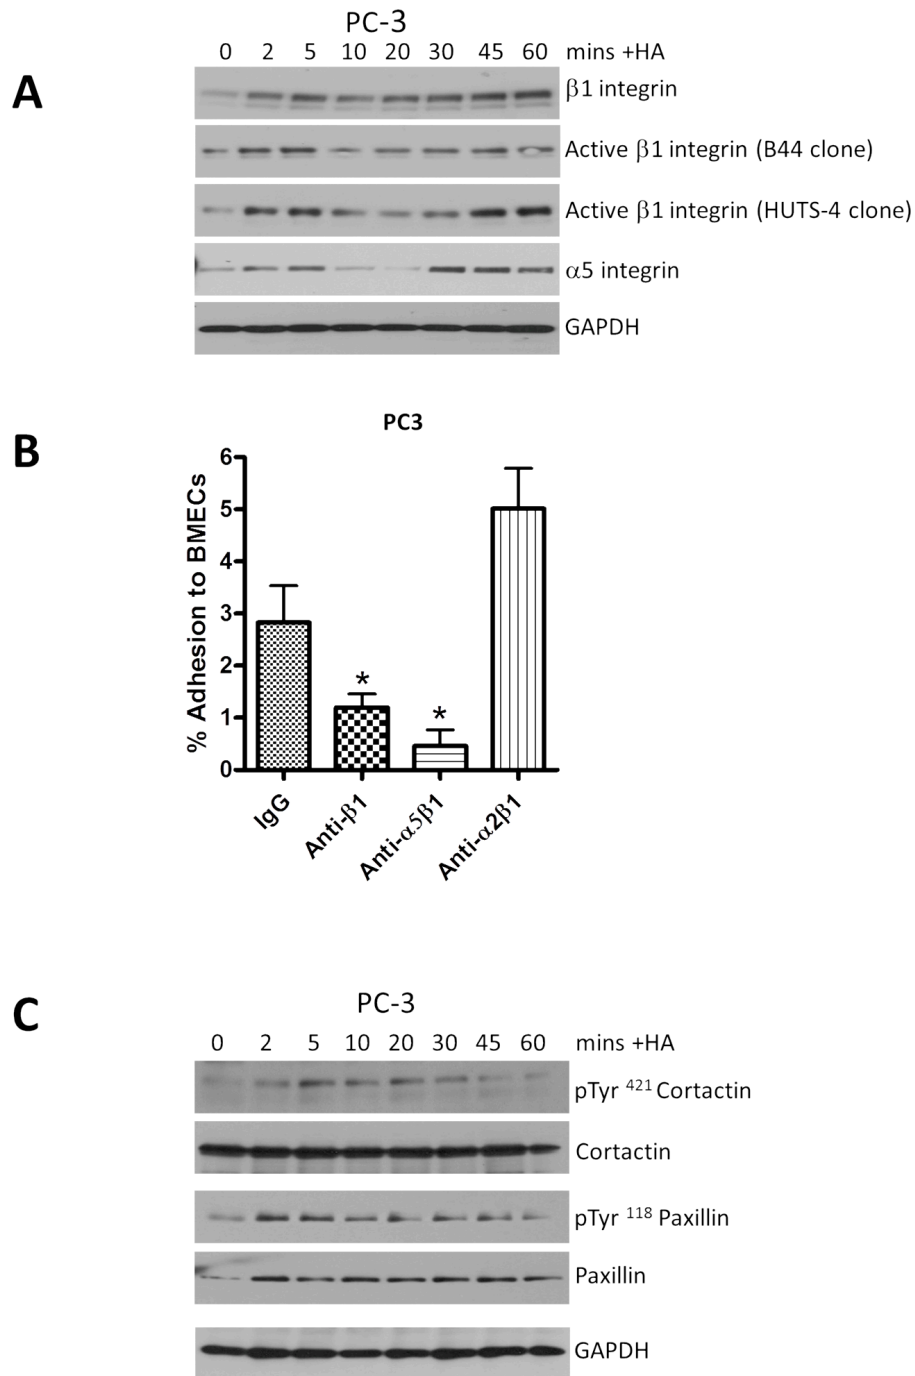 PC-3
0 2 5 10 20 30 45 60 mins +HA
A
β1 integrin
Active β1 integrin (B44 clone)
Active β1 integrin (HUTS-4 clone)
α5 integrin
GAPDH
B
PC3
% Adhesion to BMECs
6
5
4
3
2
1
0
* 
*
IgG
Anti-β1
Anti-α5β1
Anti-α2β1
C
PC-3
0 2 5 10 20 30 45 60 mins +HA
pTyr 421 Cortactin
Cortactin
pTyr 118 Paxillin
Paxillin
GAPDH